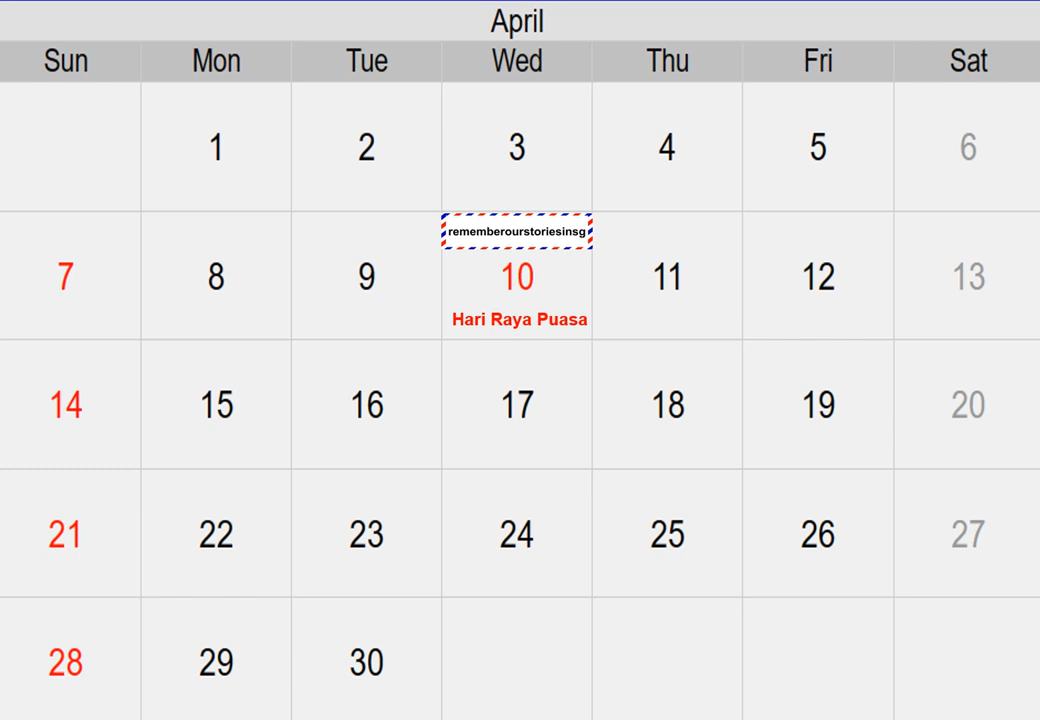 April
Sun Mon Tue Wed Thu Fri Sat
1 2 3 4 5 6
rememberourstoriesinsg
7 8 9 10 11 12 13
Hari Raya Puasa
14 15 16 17 18 19 20
21 22 23 24 25 26 27
28 29 30